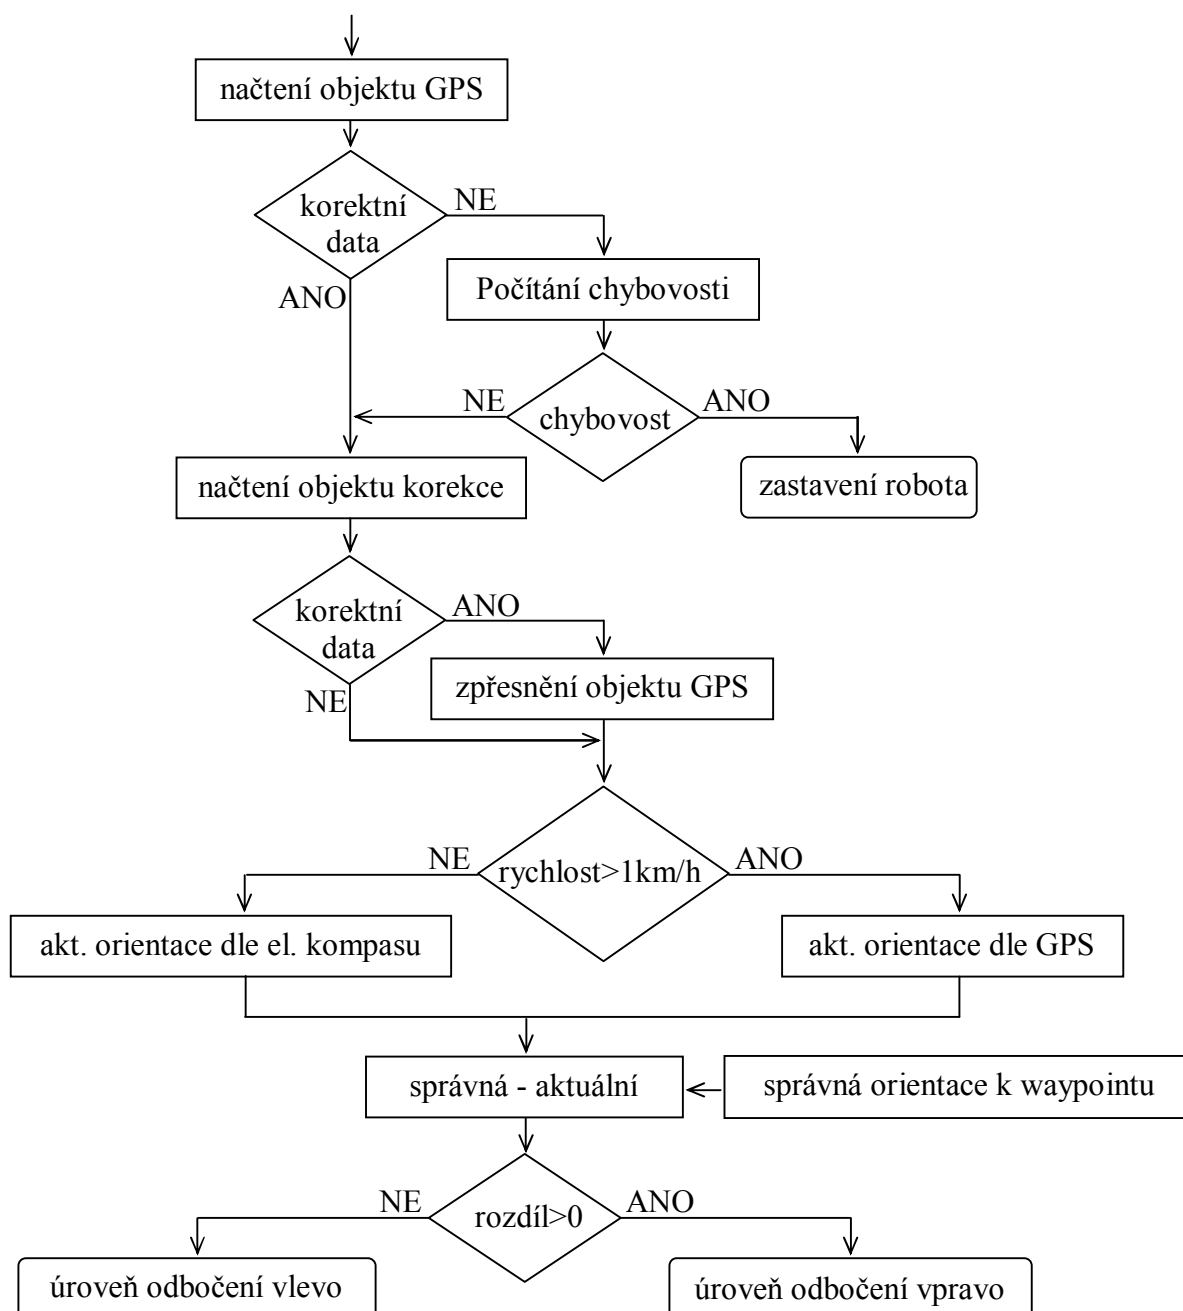 načtení objektu GPS
korektní
data
NE
ANO
Počítání chybovosti
NE
chybovost
ANO
načtení objektu korekce
zastavení robota
korektní
data
ANO
NE
zpřesnění objektu GPS
NE
rychlost>1km/h
ANO
akt. orientace dle el. kompasu
akt. orientace dle GPS
správná - aktuální
správná orientace k waypointu
NE
rozdíl>0
ANO
úroveň odbočení vlevo
úroveň odbočení vpravo